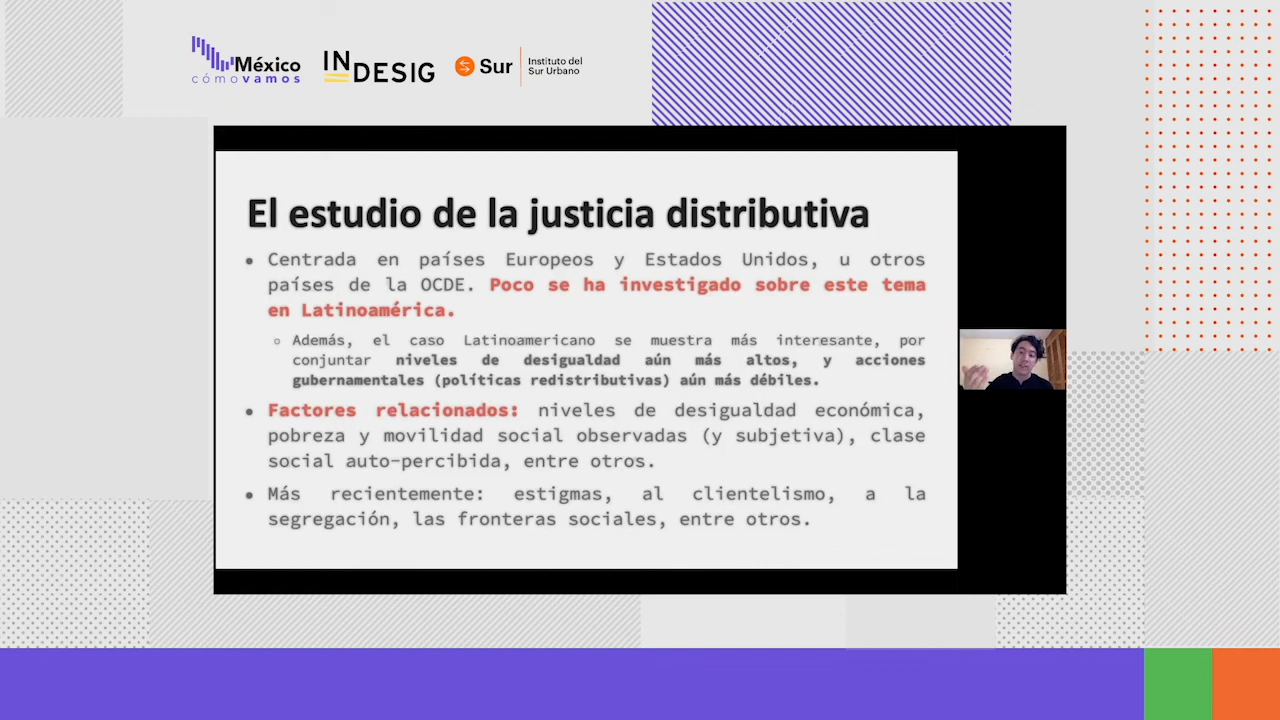 México
cómovamos
INDESIG
Sur
Instituto del
Sur Urbano
El estudio de la justicia distributiva
• Centrada en países Europeos y Estados Unidos, u otros
países de la OCDE. Poco se ha investigado sobre este tema
en Latinoamérica.
○ Además, el caso Latinoamericano se muestra más interesante, por
conjuntar niveles de desigualdad aún más altos, y acciones
gubernamentales (políticas redistributivas) aún más débiles.
• Factores relacionados: niveles de desigualdad económica,
pobreza y movilidad social observadas (y subjetiva), clase
social auto-percibida, entre otros.
• Más recientemente: estigmas, al clientelismo, a la
segregación, las fronteras sociales, entre otros.